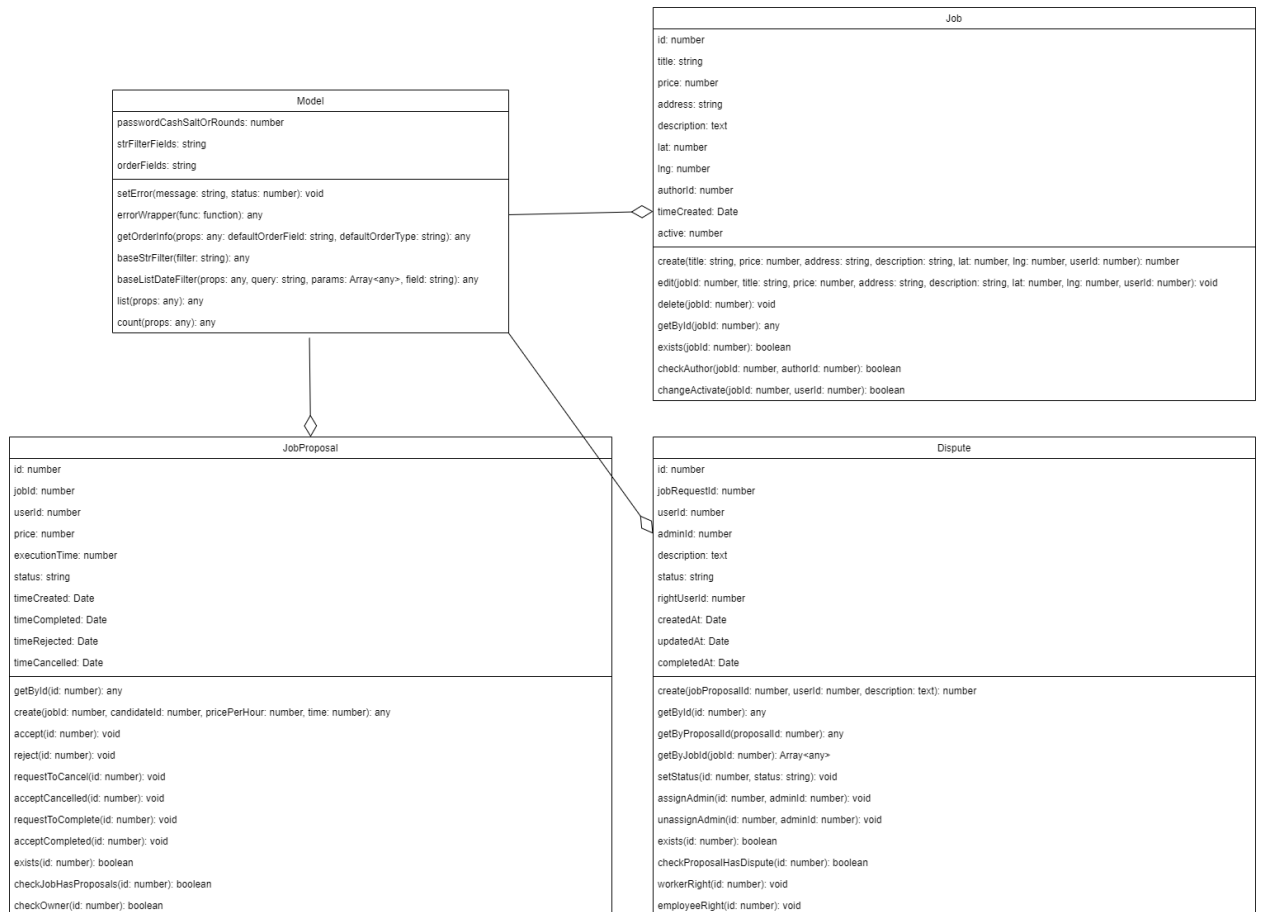 Job
id: number
title: string
price: number
address: string
description: text
lat: number
lng: number
authorId: number
timeCreated: Date
active: number
create(title: string, price: number, address: string, description: string, lat: number, lng: number, userId: number): number
edit(jobId: number, title: string, price: number, address: string, description: string, lat: number, lng: number, userId: number): void
delete(jobId: number): void
getById(jobId: number): any
exists(jobId: number): boolean
checkAuthor(jobId: number, authorId: number): boolean
changeActivate(jobId: number, userId: number): boolean
Model
passwordCashSaltOrRounds: number
strFilterFields: string
orderFields: string
setError(message: string, status: number): void
errorWrapper(func: function): any
getOrderInfo(props: any: defaultOrderField: string, defaultOrderType: string): any
baseStrFilter(filter: string): any
baseListDateFilter(props: any, query: string, params: Array<any>, field: string): any
list(props: any): any
count(props: any): any
JobProposal
id: number
jobId: number
userId: number
price: number
executionTime: number
status: string
timeCreated: Date
timeCompleted: Date
timeRejected: Date
timeCancelled: Date
getById(id: number): any
create(jobId: number, candidateId: number, pricePerHour: number, time: number): any
accept(id: number): void
reject(id: number): void
requestToCancel(id: number): void
acceptCancelled(id: number): void
requestToComplete(id: number): void
acceptCompleted(id: number): void
exists(id: number): boolean
checkJobHasProposals(id: number): boolean
checkOwner(id: number): boolean
Dispute
id: number
jobRequestId: number
userId: number
adminId: number
description: text
status: string
rightUserId: number
createdAt: Date
updatedAt: Date
completedAt: Date
create(jobProposalId: number, userId: number, description: text): number
getById(id: number): any
getByProposalId(proposalId: number): any
getByJobId(jobId: number): Array<any>
setStatus(id: number, status: string): void
assignAdmin(id: number, adminId: number): void
unassignAdmin(id: number, adminId: number): void
exists(id: number): boolean
checkProposalHasDispute(id: number): boolean
workerRight(id: number): void
employeeRight(id: number): void